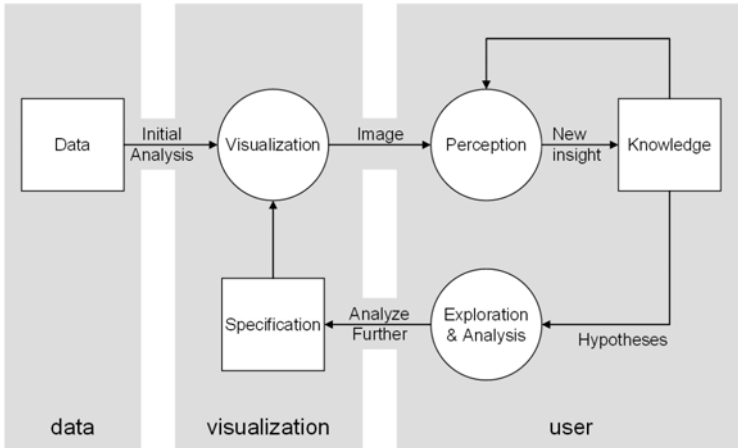 Data
Initial
Analysis
Visualization
Image
Perception
New
insight
Knowledge
Specification
Analyze
Further
Exploration
& Analysis
Hypotheses
data
visualization
user